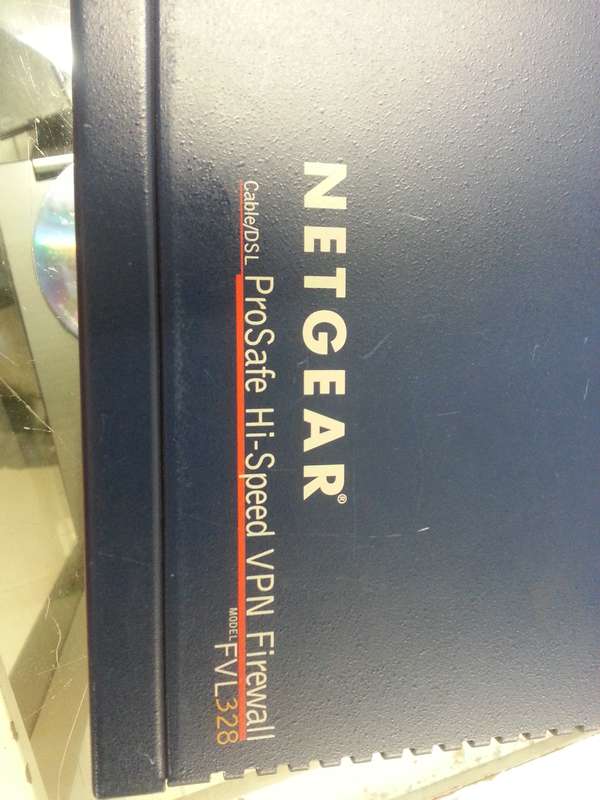 NETGEAR®
Cable/DSL ProSafe Hi-Speed VPN Firewall
MODEL FVL328